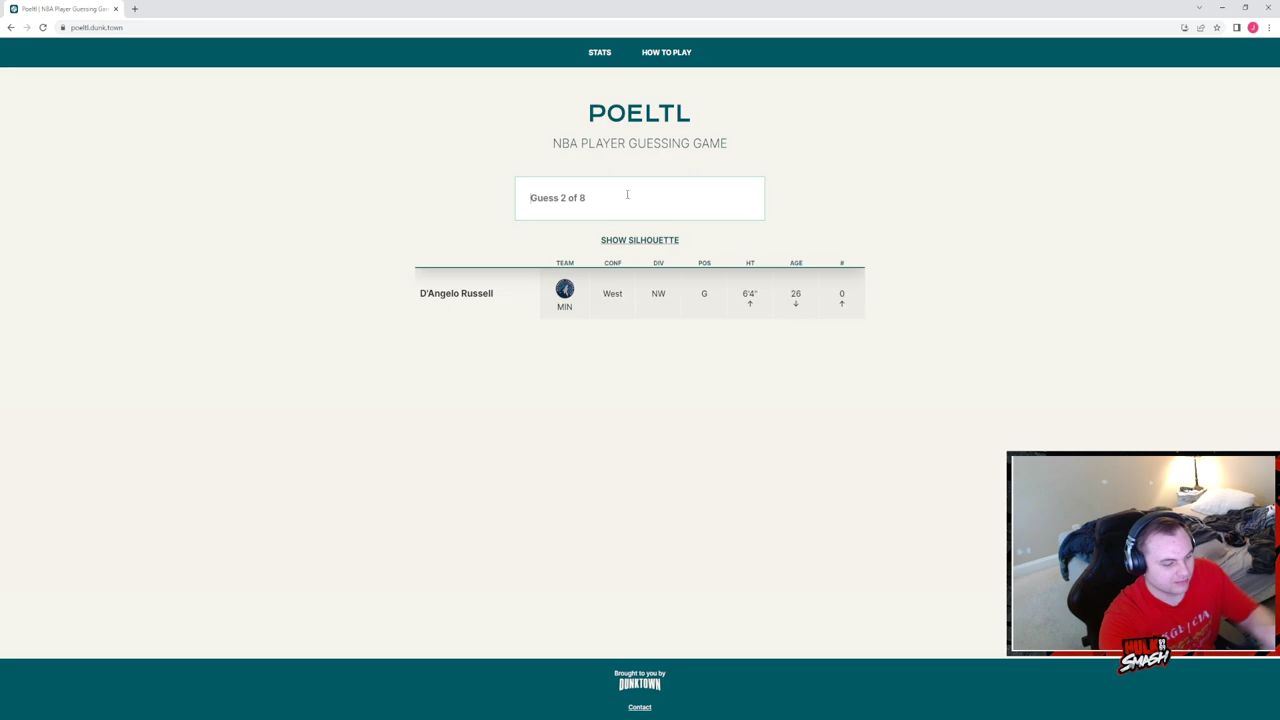 Poeltl | NBA Player Guessing Ga
poeltl.dunk.town
J
STATS HOW TO PLAY
POELTL
NBA PLAYER GUESSING GAME
Guess 2 of 8
SHOW SILHOUETTE
TEAM CONF DIV POS HT AGE #
D'Angelo Russell MIN West NW G 6'4" 26 0
↑ ↓ ↑
HULK
SMASH
Brought to you by
DUNKTOWN
Contact